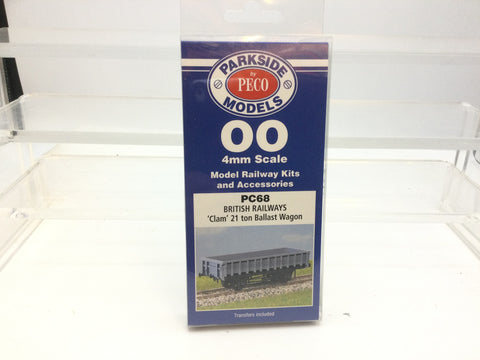 PARKSIDE
by
PECO
MODELS
OO
4mm Scale
Model Railway Kits
and Accessories
PC68
BRITISH RAILWAYS
'Clam' 21 ton Ballast Wagon
Transfers included